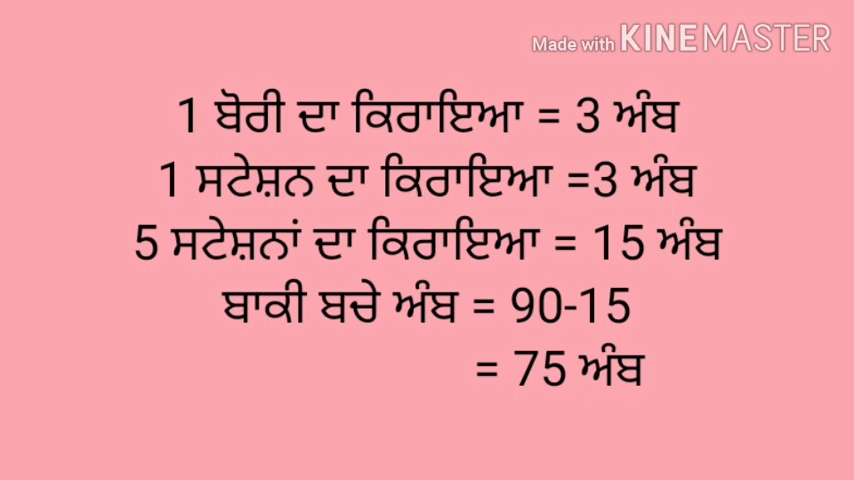 Made with KINEMASTER
1 ਬੋਰੀ ਦਾ ਕਿਰਾਇਆ = 3 ਅੰਬ
1 ਸਟੇਸ਼ਨ ਦਾ ਕਿਰਾਇਆ =3 ਅੰਬ
5 ਸਟੇਸ਼ਨਾਂ ਦਾ ਕਿਰਾਇਆ = 15 ਅੰਬ
ਬਾਕੀ ਬਚੇ ਅੰਬ = 90-15
= 75 ਅੰਬ